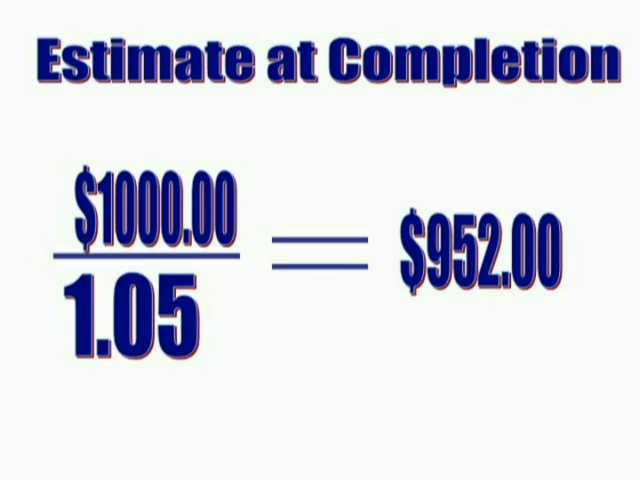 Estimate at Completion
$1000.00
1.05
= $952.00